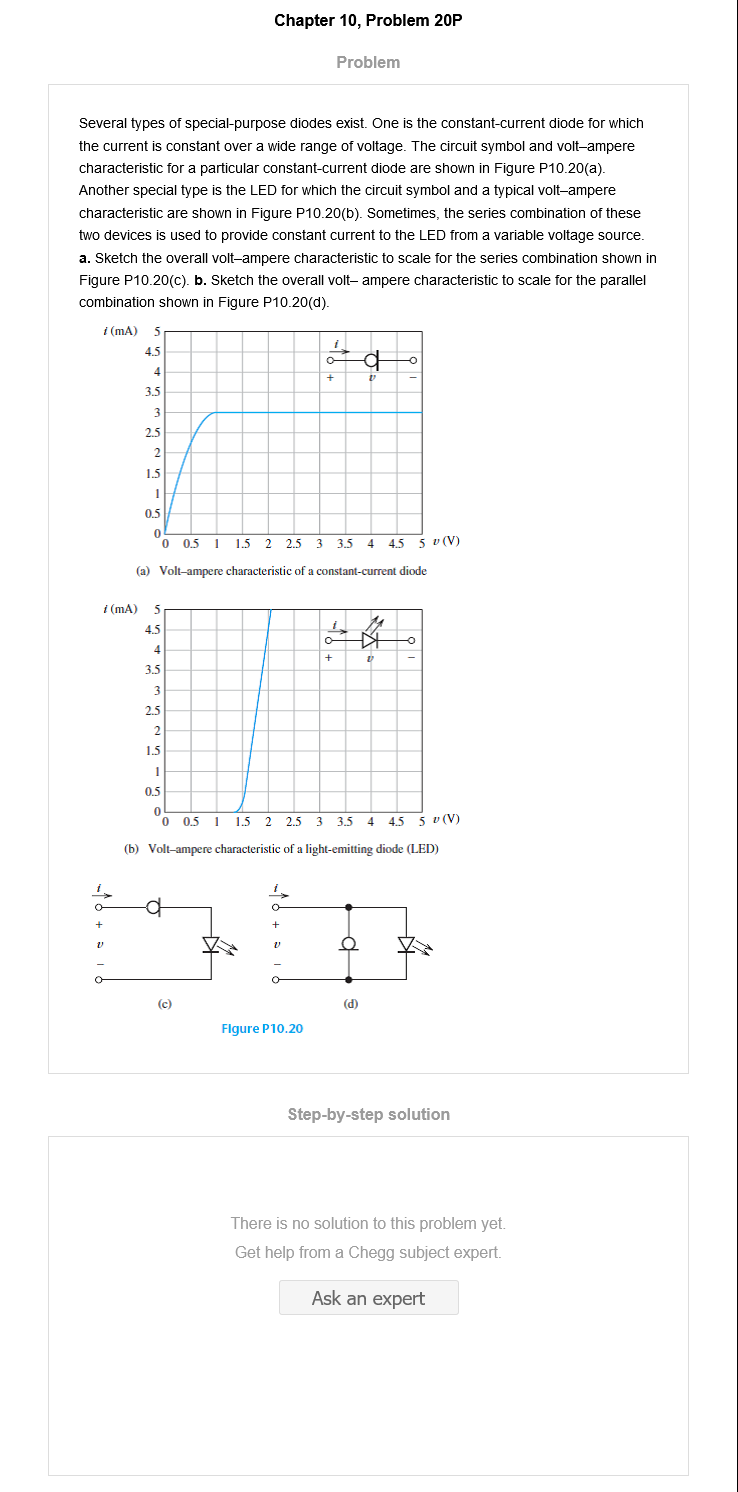 Chapter 10, Problem 20P
Problem
Several types of special-purpose diodes exist. One is the constant-current diode for which
the current is constant over a wide range of voltage. The circuit symbol and volt–ampere
characteristic for a particular constant-current diode are shown in Figure P10.20(a).
Another special type is the LED for which the circuit symbol and a typical volt–ampere
characteristic are shown in Figure P10.20(b). Sometimes, the series combination of these
two devices is used to provide constant current to the LED from a variable voltage source.
a. Sketch the overall volt–ampere characteristic to scale for the series combination shown in
Figure P10.20(c). b. Sketch the overall volt– ampere characteristic to scale for the parallel
combination shown in Figure P10.20(d).
i (mA) 5
4.5
4
3.5
3
2.5
2
1.5
1
0.5
0
i
+ v −
0 0.5 1 1.5 2 2.5 3 3.5 4 4.5 5 v (V)
(a) Volt–ampere characteristic of a constant-current diode
i (mA) 5
4.5
4
3.5
3
2.5
2
1.5
1
0.5
0
i
+ v −
0 0.5 1 1.5 2 2.5 3 3.5 4 4.5 5 v (V)
(b) Volt–ampere characteristic of a light-emitting diode (LED)
i i
+ +
v v
− −
(c) (d)
Figure P10.20
Step-by-step solution
There is no solution to this problem yet.
Get help from a Chegg subject expert.
Ask an expert